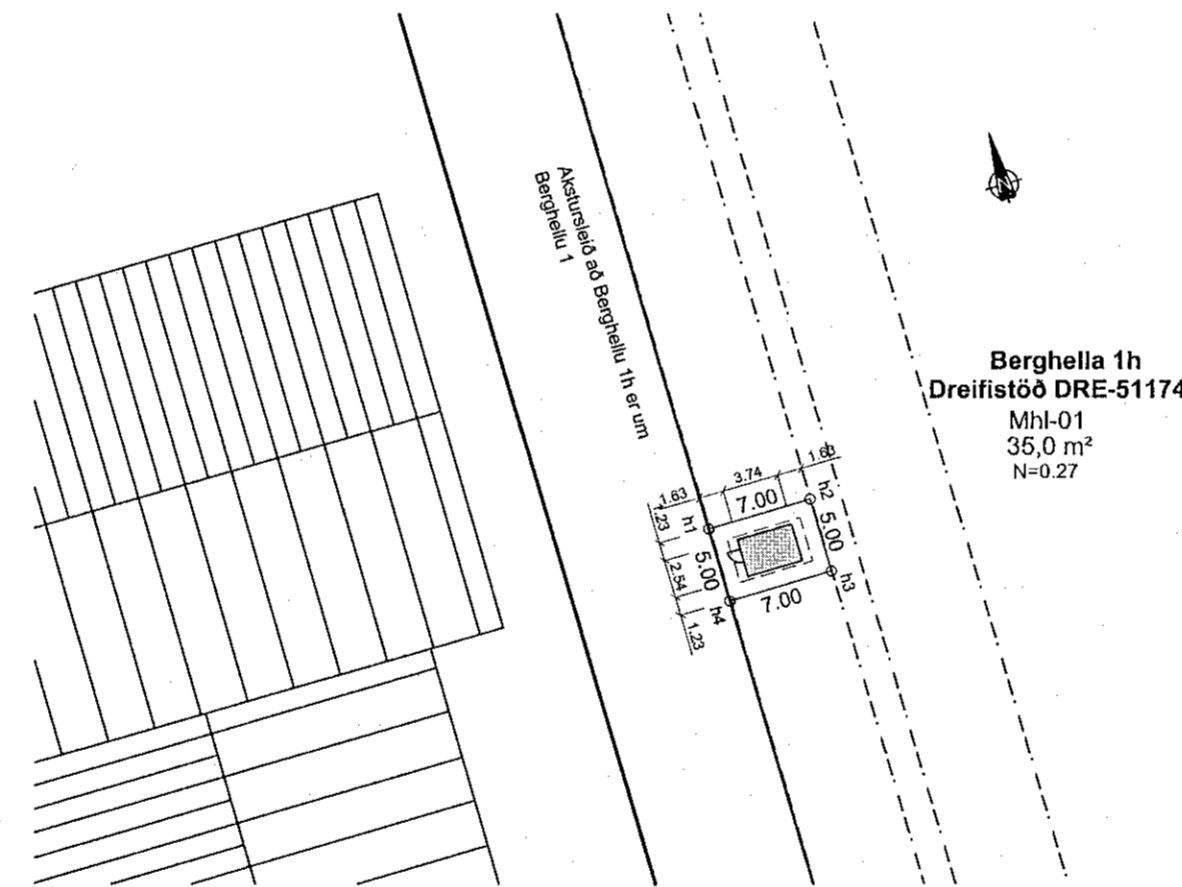 Akstursleið að Berghellu 1h er um
Berghellu 1
N
Berghella 1h
Dreifistöð DRE-51174
Mhl-01
35,0 m²
N=0.27
1.63
3.74
1.63
7.00
h1
h2
1.23
5.00
5.00
2.54
h4
h3
7.00
1.23